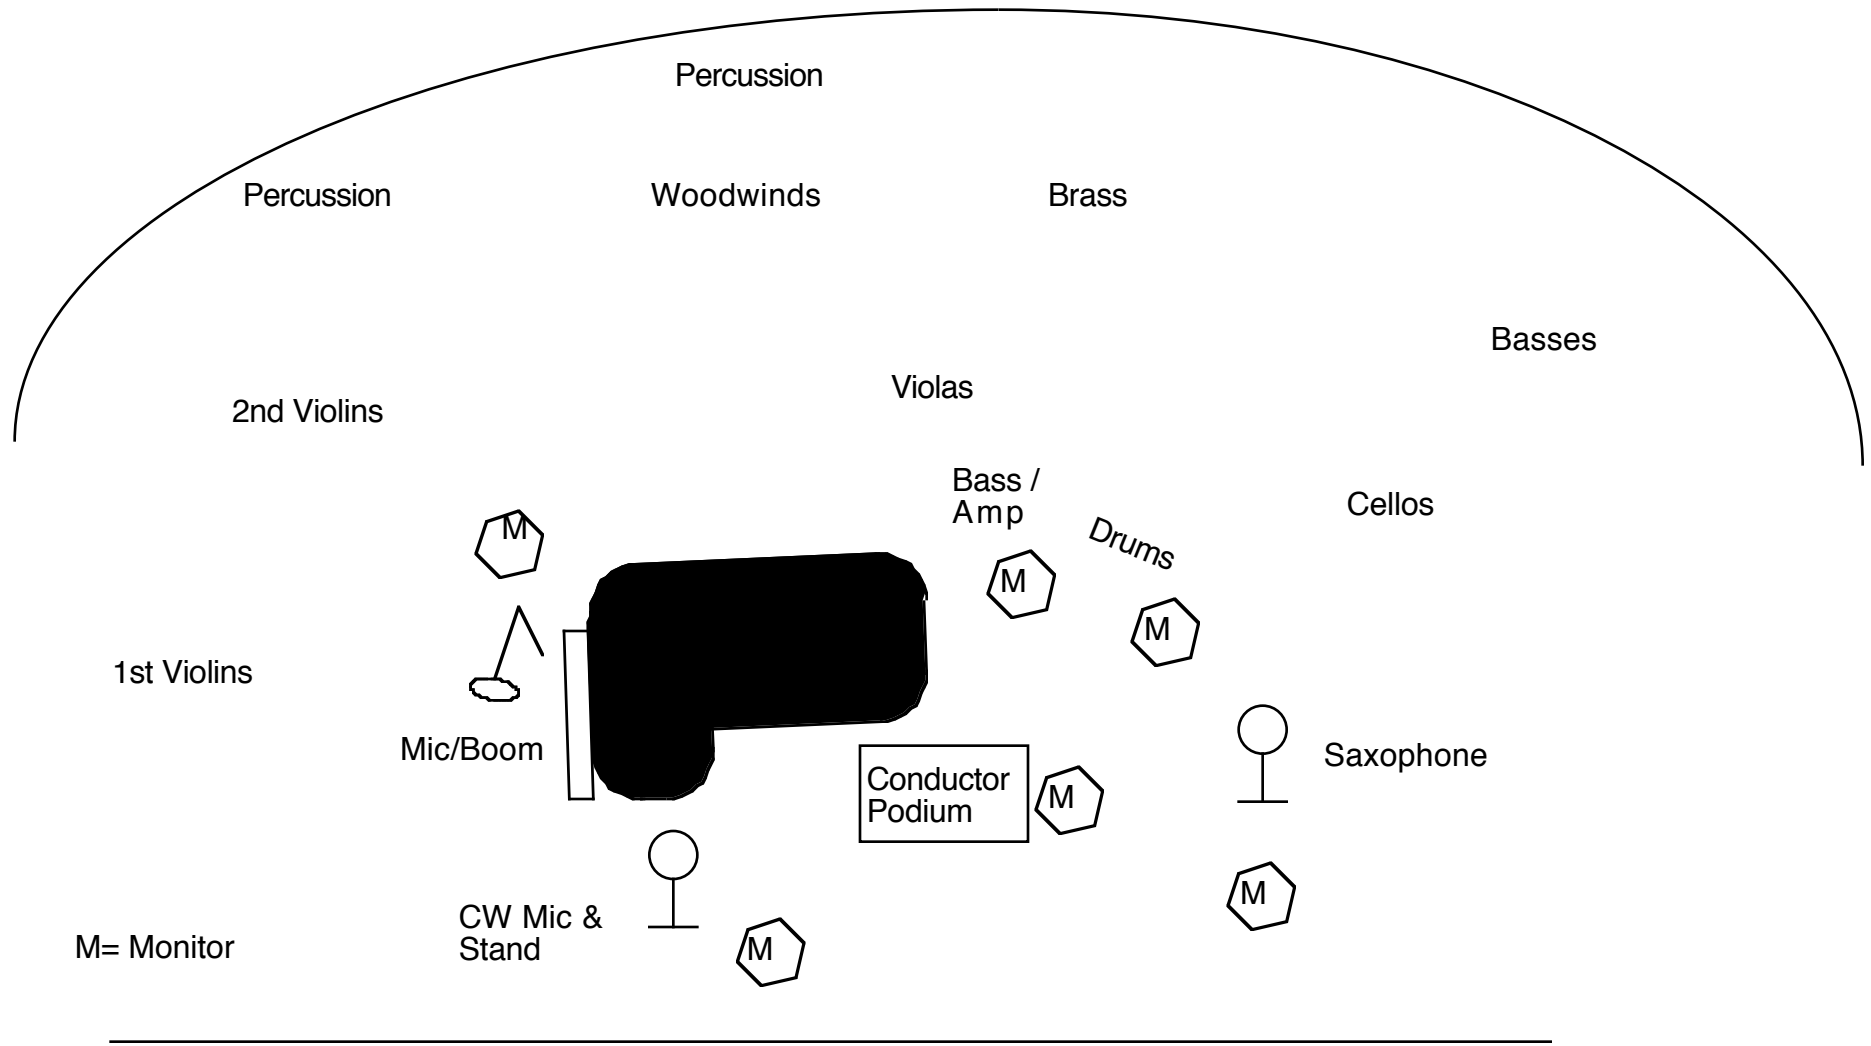 Percussion
Percussion
Woodwinds
Brass
Basses
Violas
2nd Violins
Bass /
Amp
Cellos
Drums
M
M
M
1st Violins
Mic/Boom
Saxophone
Conductor
Podium
M
M
CW Mic &
Stand
M
M= Monitor